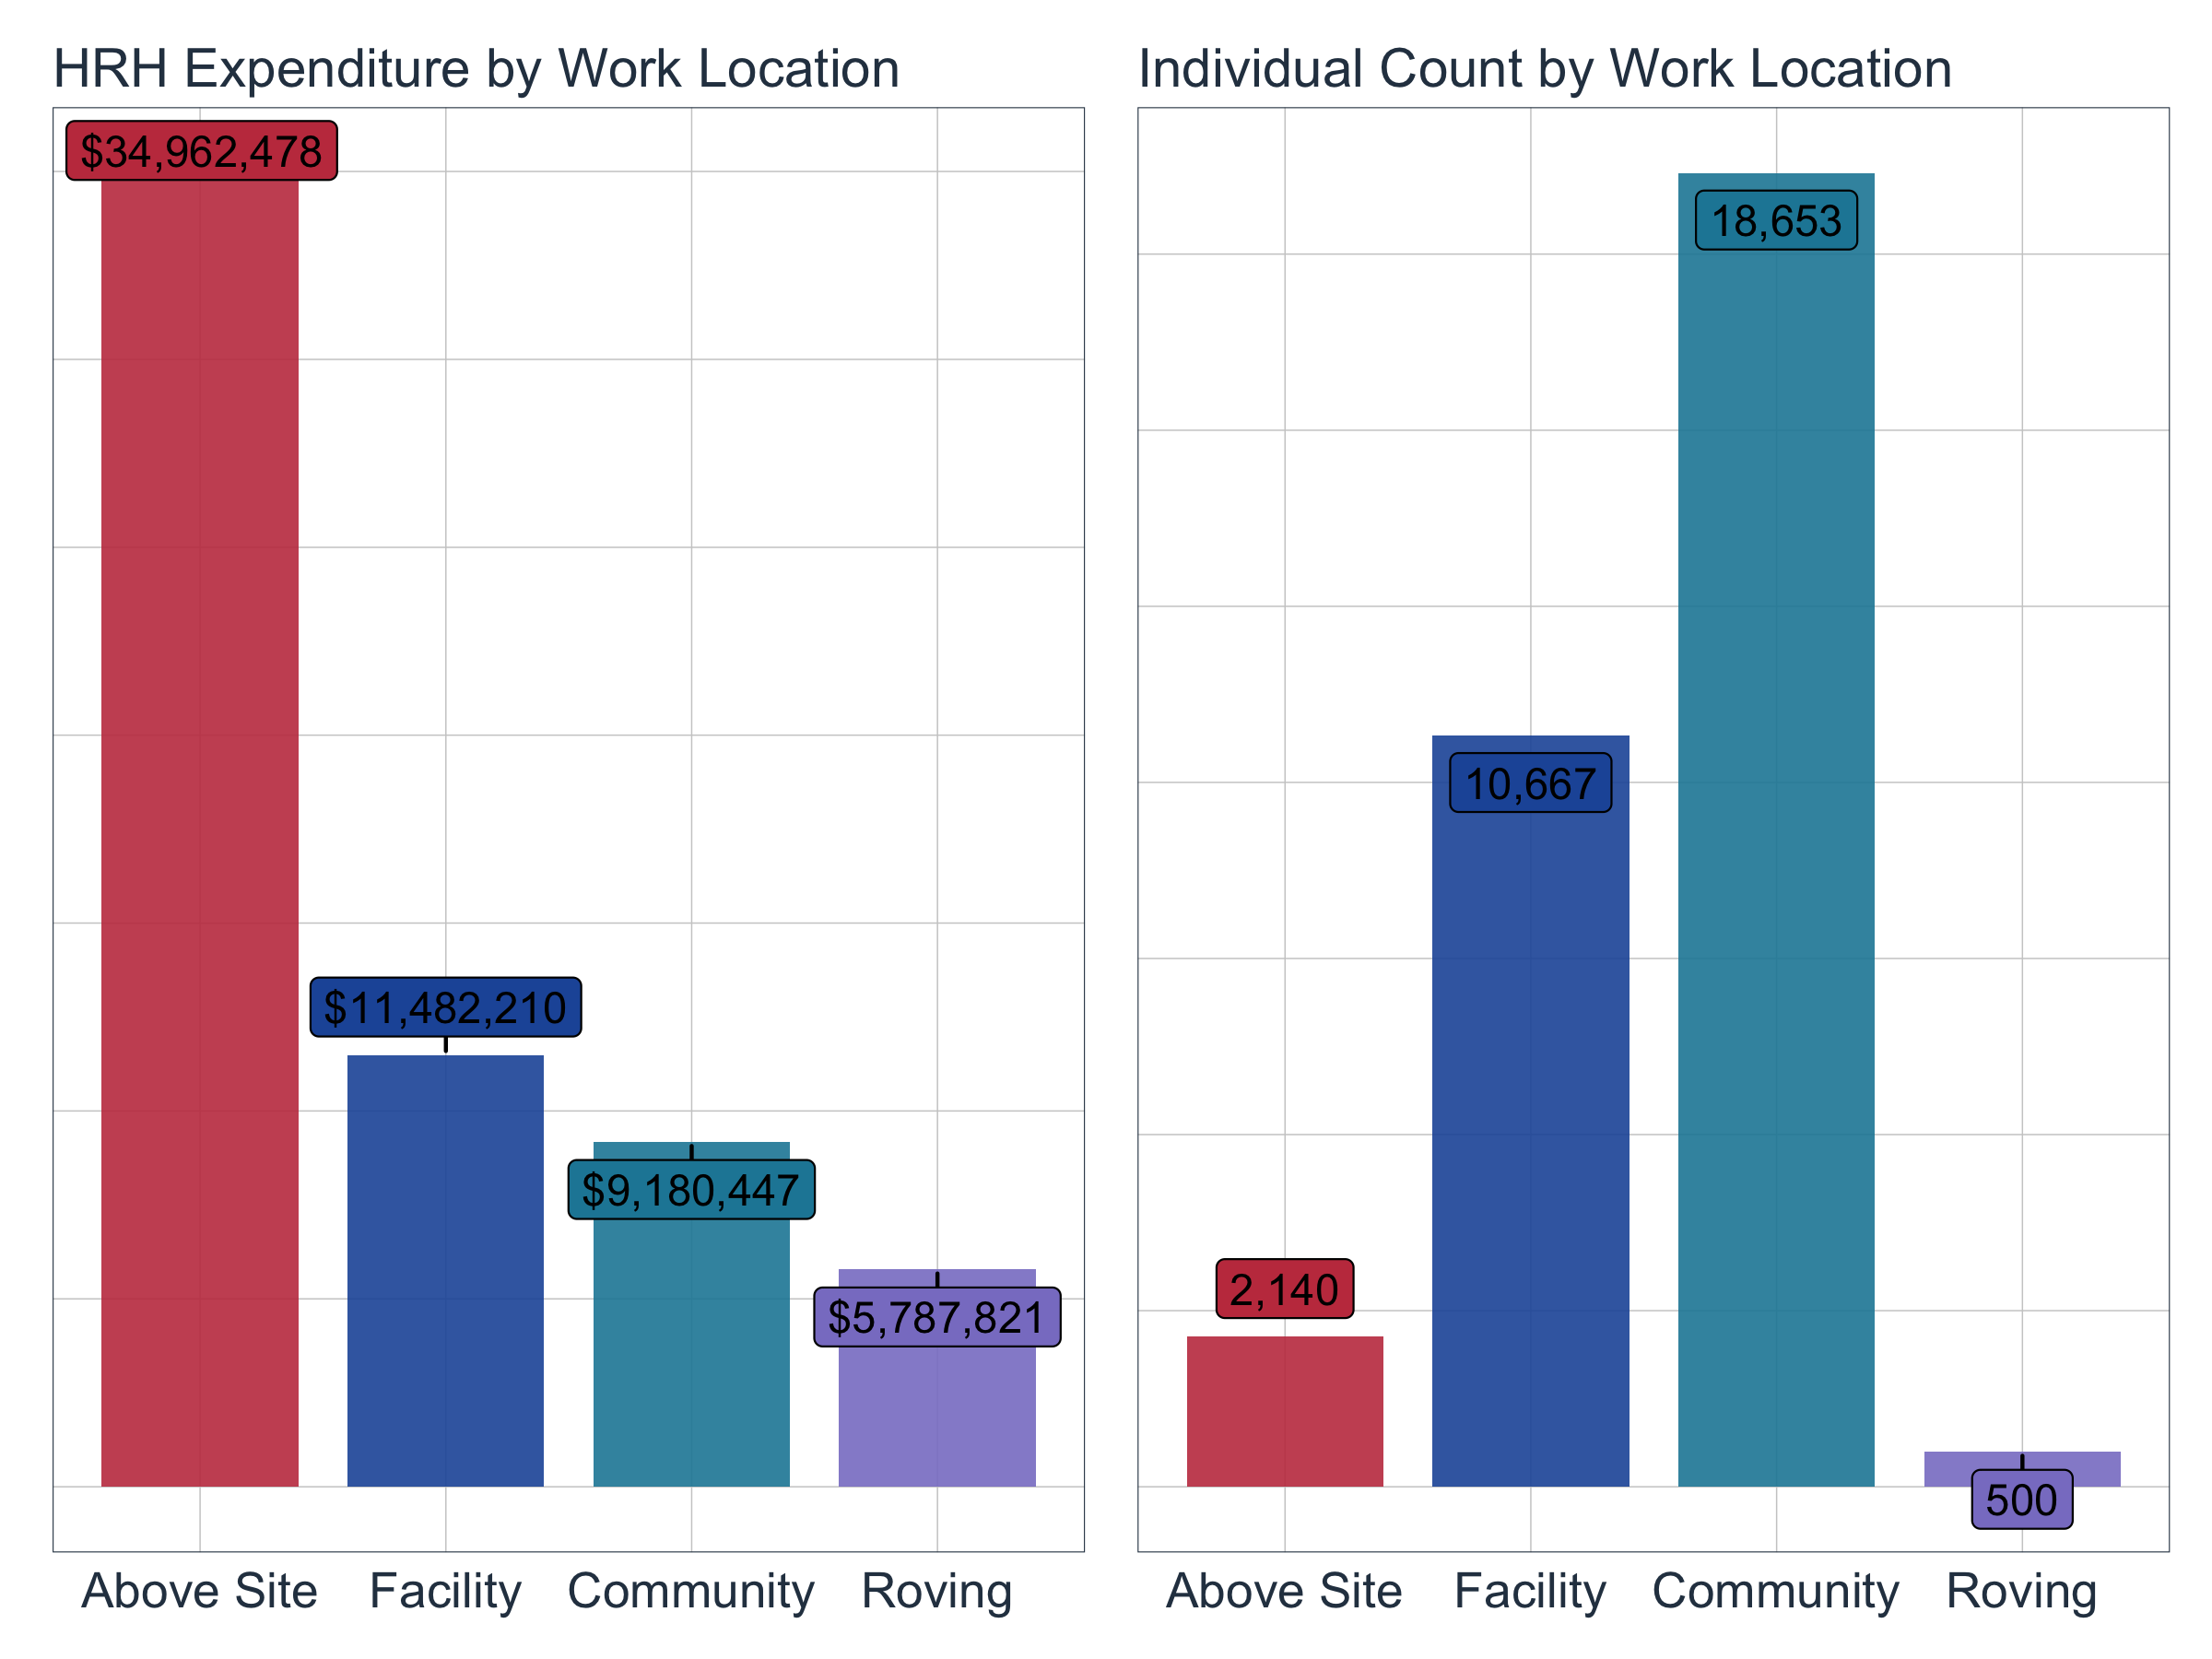 HRH Expenditure by Work Location
$34,962,478
$11,482,210
$9,180,447
$5,787,821
Above Site Facility Community Roving
Individual Count by Work Location
18,653
10,667
2,140
500
Above Site Facility Community Roving